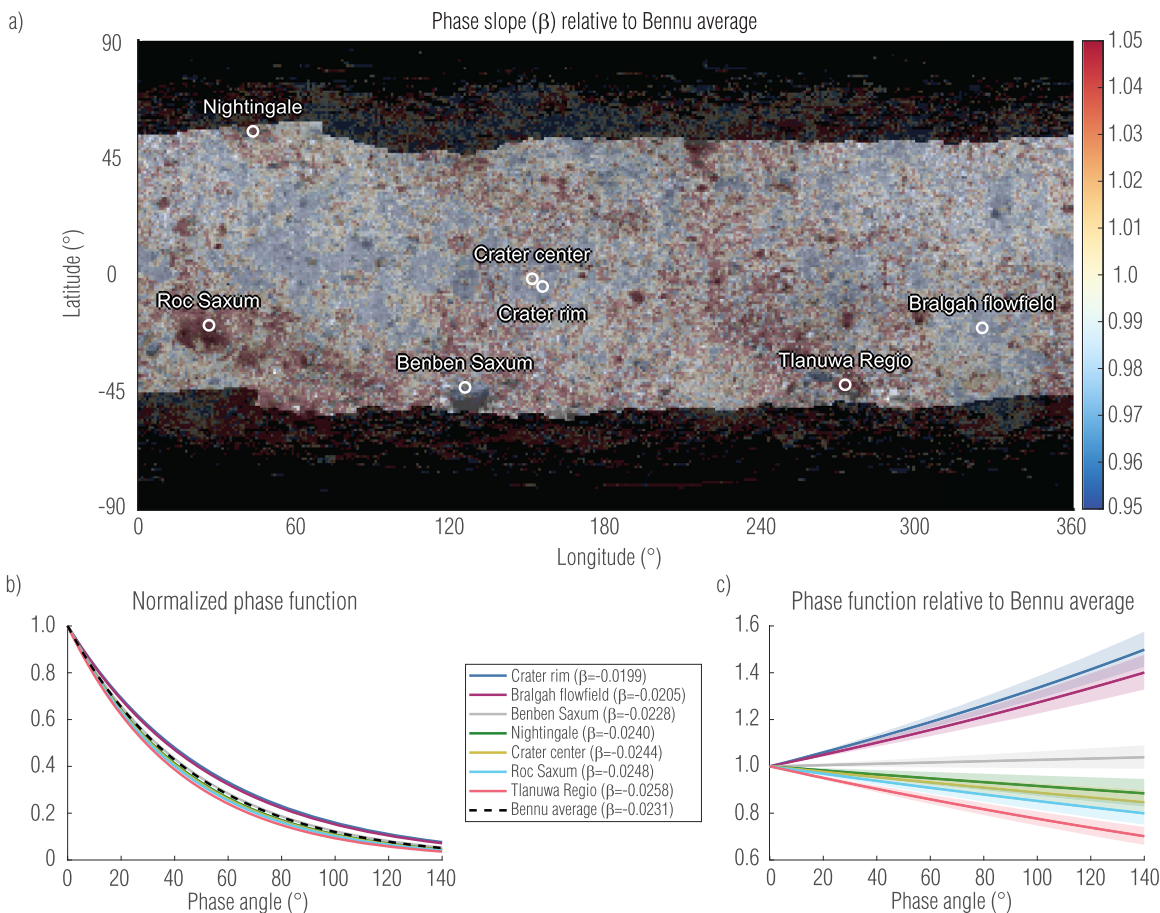 a)
Phase slope (β) relative to Bennu average
90
45
0
-45
-90
Latitude (°)
Nightingale
Crater center
Crater rim
Roc Saxum
Bralgah flowfield
Benben Saxum
Tlanuwa Regio
0
60
120
180
240
300
360
Longitude (°)
1.05
1.04
1.03
1.02
1.01
1.0
0.99
0.98
0.97
0.96
0.95
b)
Normalized phase function
1.0
0.8
0.6
0.4
0.2
0
0
20
40
60
80
100
120
140
Phase angle (°)
Crater rim (β=-0.0199)
Bralgah flowfield (β=-0.0205)
Benben Saxum (β=-0.0228)
Nightingale (β=-0.0240)
Crater center (β=-0.0244)
Roc Saxum (β=-0.0248)
Tlanuwa Regio (β=-0.0258)
Bennu average (β=-0.0231)
c)
Phase function relative to Bennu average
1.6
1.4
1.2
1.0
0.8
0.6
0
20
40
60
80
100
120
140
Phase angle (°)